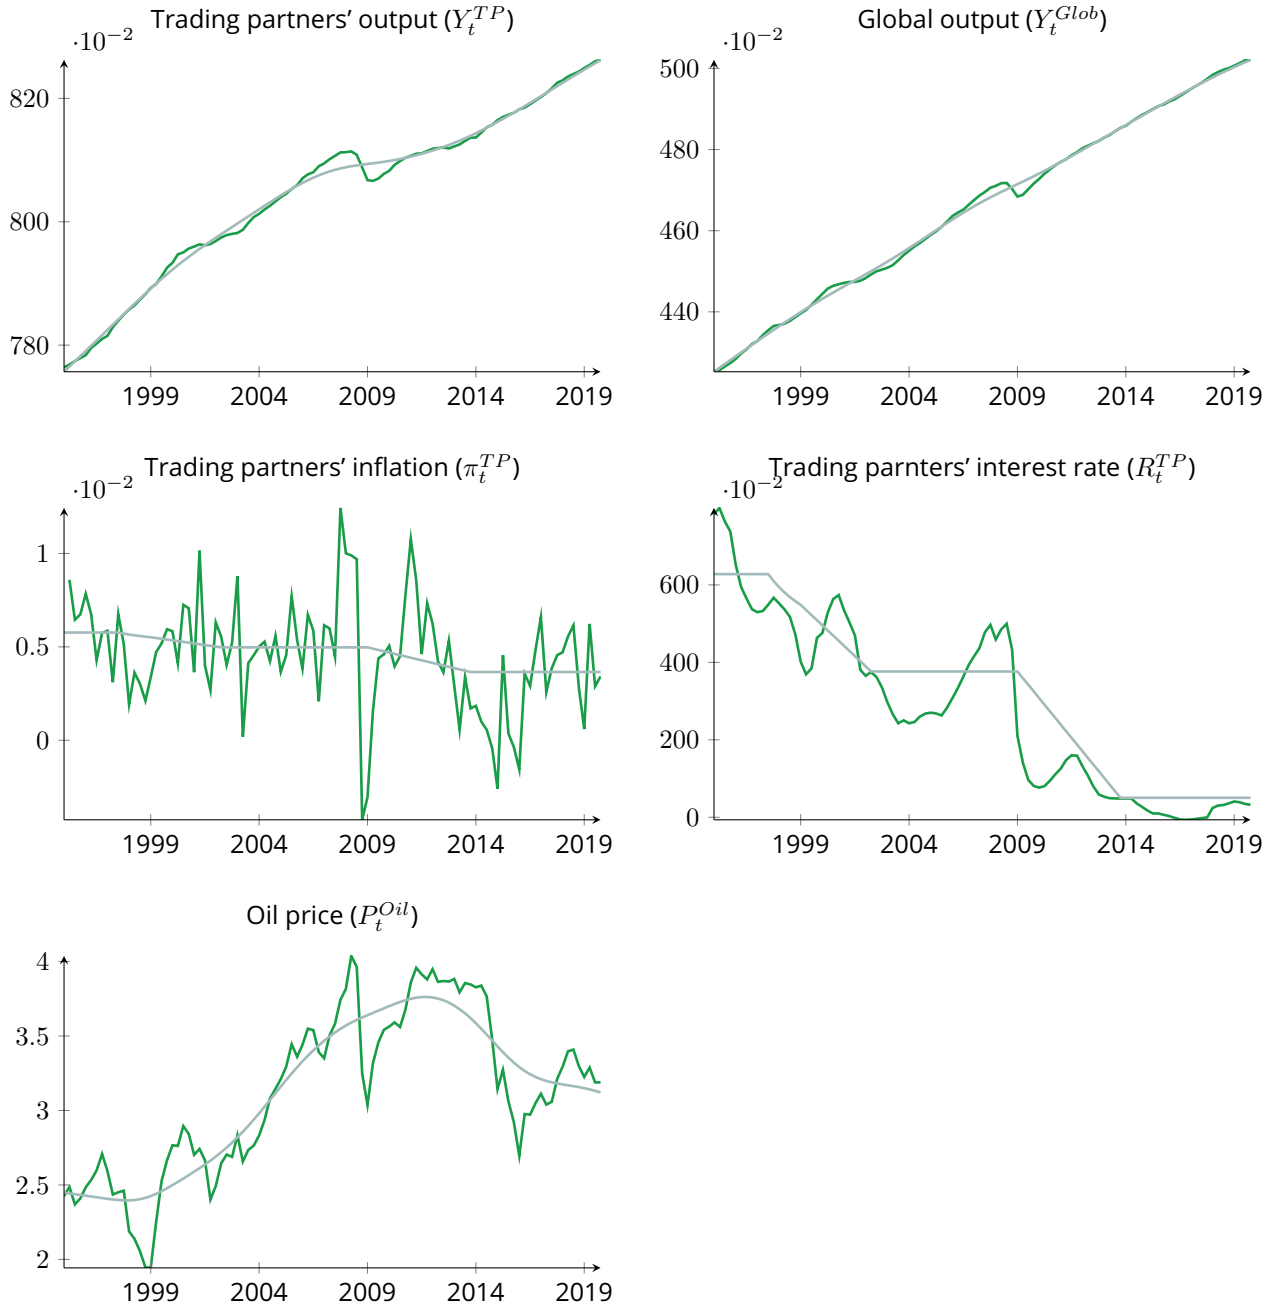 Trading partners’ output (Y_t^{TP})
·10^{−2}
820
800
780
1999 2004 2009 2014 2019
Global output (Y_t^{Glob})
·10^{−2}
500
480
460
440
1999 2004 2009 2014 2019
Trading partners’ inflation (π_t^{TP})
·10^{−2}
1
0.5
0
1999 2004 2009 2014 2019
Trading parnters’ interest rate (R_t^{TP})
·10^{−2}
600
400
200
0
1999 2004 2009 2014 2019
Oil price (P_t^{Oil})
4
3.5
3
2.5
2
1999 2004 2009 2014 2019